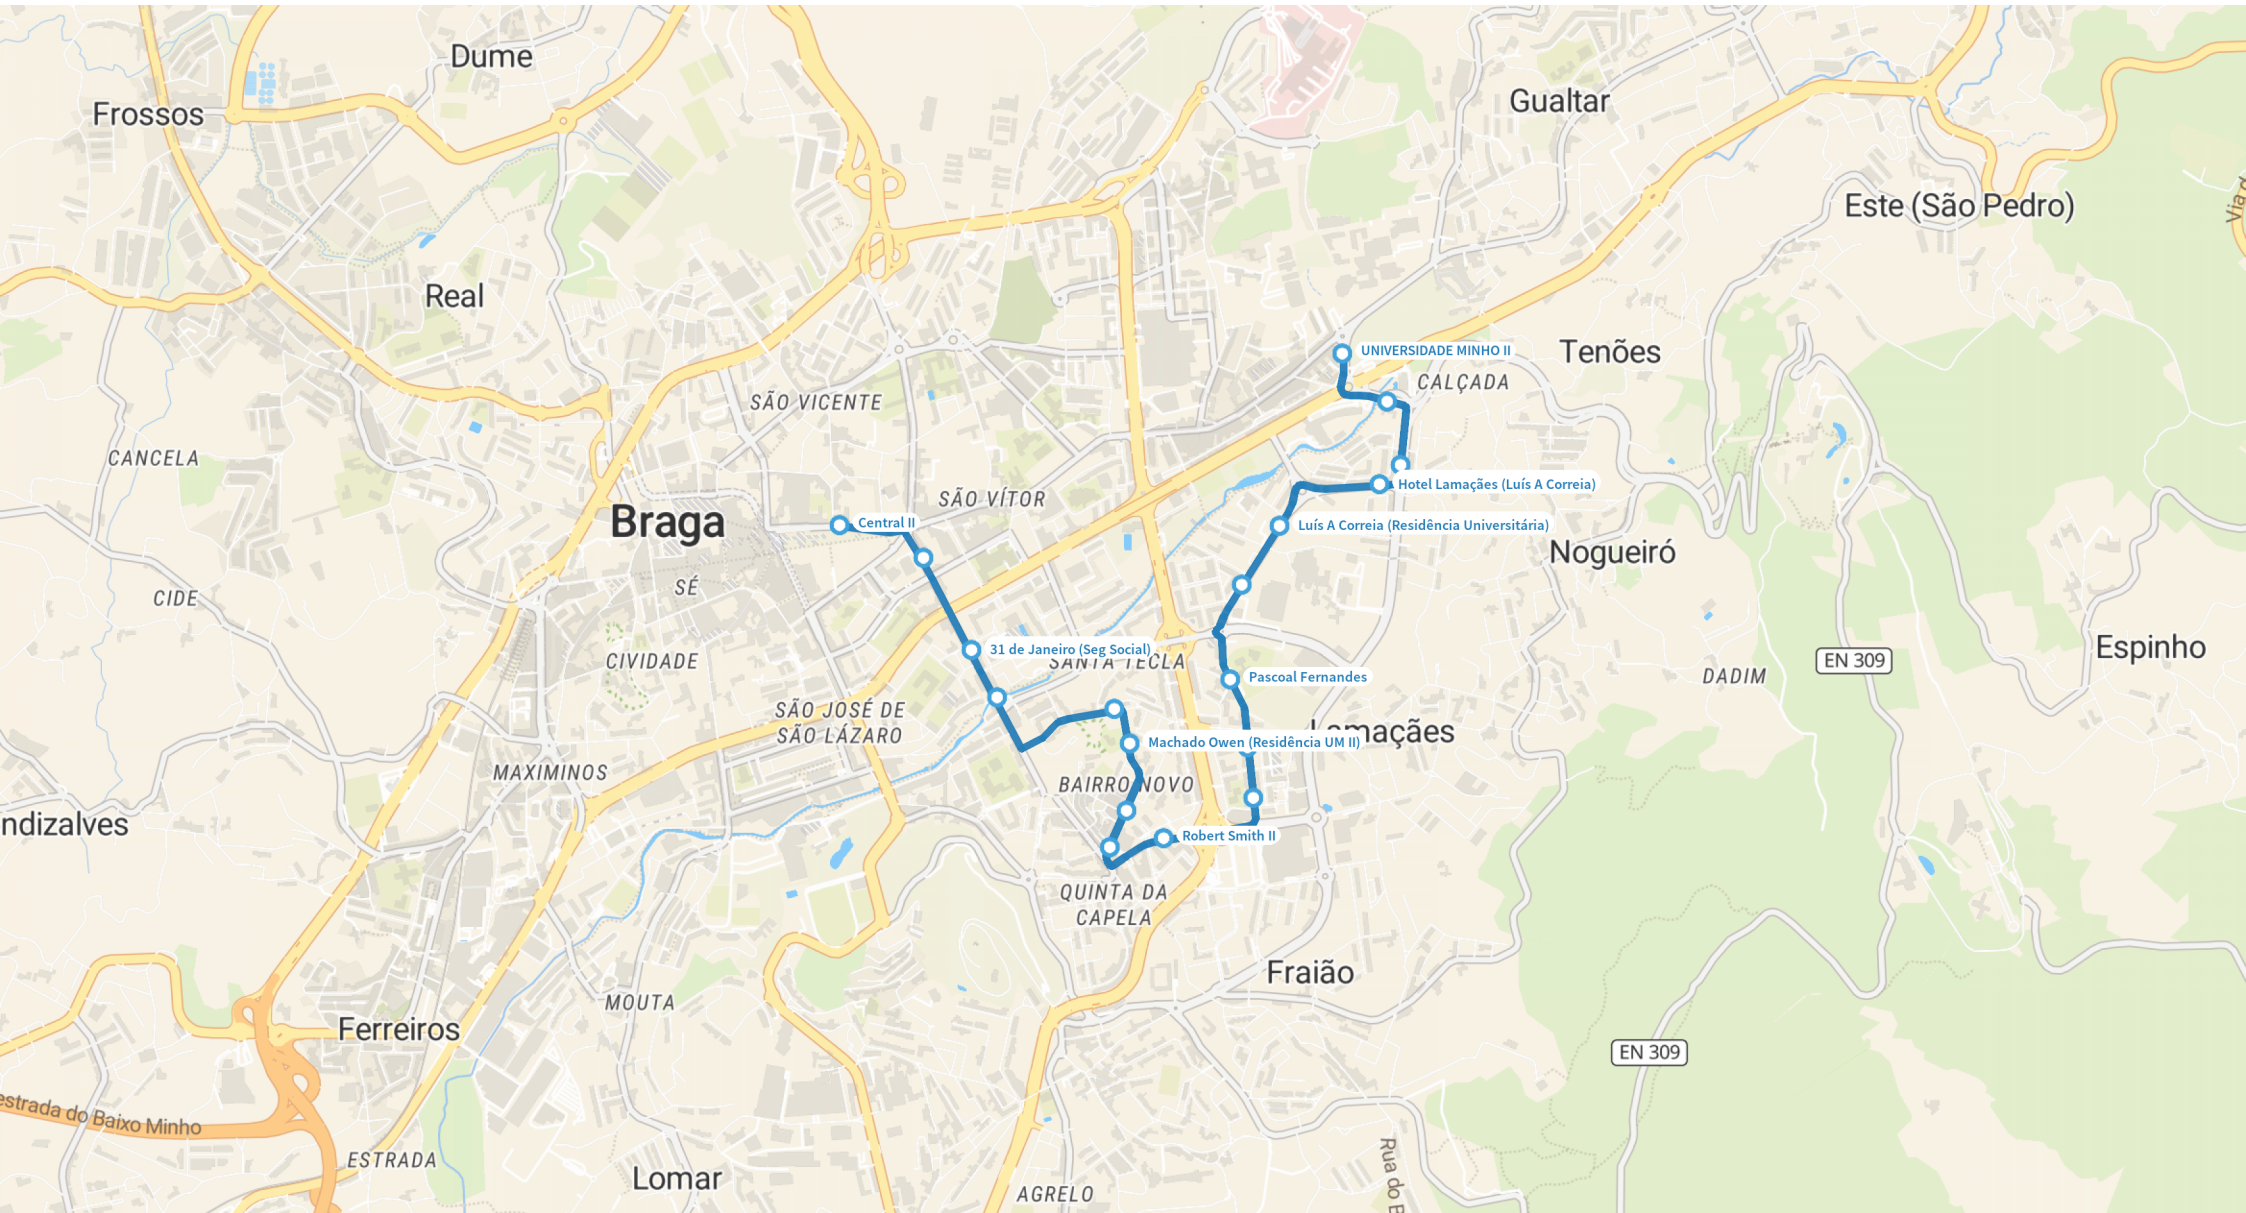 Dume
Frossos
Gualtar
Este (São Pedro)
Real
UNIVERSIDADE MINHO II
Tenões
CALÇADA
SÃO VICENTE
CANCELA
Hotel Lamaçães (Luís A Correia)
SÃO VÍTOR
Braga
Central II
Luís A Correia (Residência Universitária)
Nogueiró
SÉ
CIDE
31 de Janeiro (Seg Social)
Espinho
CIVIDADE
SANTA TECLA
EN 309
Pascoal Fernandes
DADIM
SÃO JOSÉ DE
SÃO LÁZARO
Lamaçães
Machado Owen (Residência UM II)
MAXIMINOS
BAIRRO NOVO
ndizalves
Robert Smith II
QUINTA DA
CAPELA
Fraião
MOUTA
Ferreiros
EN 309
estrada do Baixo Minho
ESTRADA
Lomar
AGRELO
Rua do